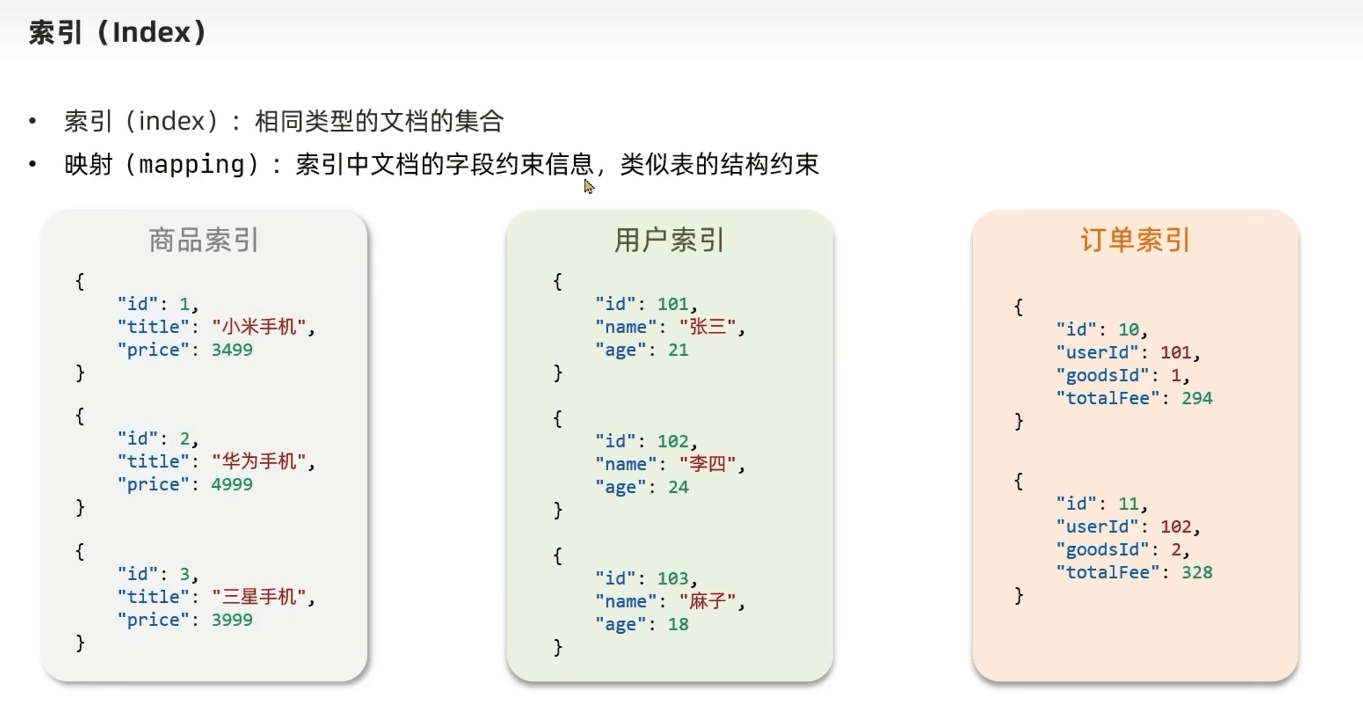 索引（Index）
• 索引（index）：相同类型的文档的集合
• 映射（mapping）：索引中文档的字段约束信息，类似表的结构约束
商品索引
{
"id": 1,
"title": "小米手机",
"price": 3499
}
{
"id": 2,
"title": "华为手机",
"price": 4999
}
{
"id": 3,
"title": "三星手机",
"price": 3999
}
用户索引
{
"id": 101,
"name": "张三",
"age": 21
}
{
"id": 102,
"name": "李四",
"age": 24
}
{
"id": 103,
"name": "麻子",
"age": 18
}
订单索引
{
"id": 10,
"userId": 101,
"goodsId": 1,
"totalFee": 294
}
{
"id": 11,
"userId": 102,
"goodsId": 2,
"totalFee": 328
}